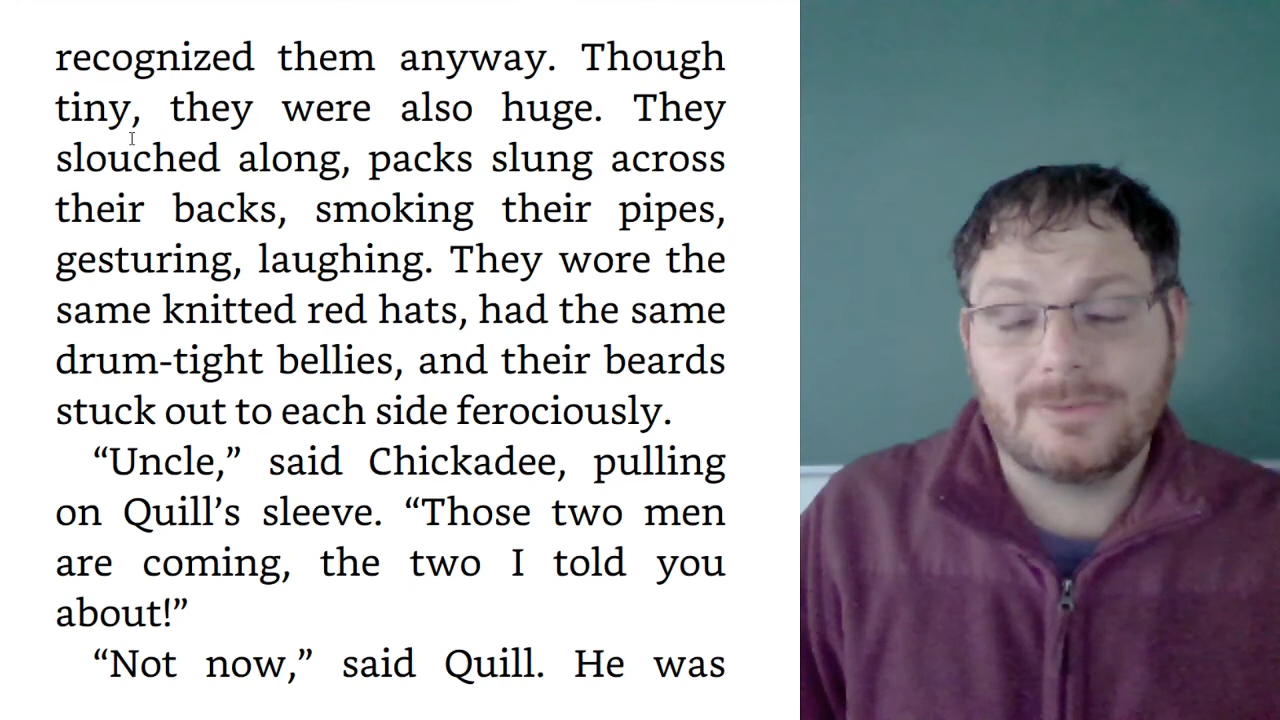 recognized them anyway. Though
tiny, they were also huge. They
slouched along, packs slung across
their backs, smoking their pipes,
gesturing, laughing. They wore the
same knitted red hats, had the same
drum-tight bellies, and their beards
stuck out to each side ferociously.
“Uncle,” said Chickadee, pulling
on Quill’s sleeve. “Those two men
are coming, the two I told you
about!”
“Not now,” said Quill. He was